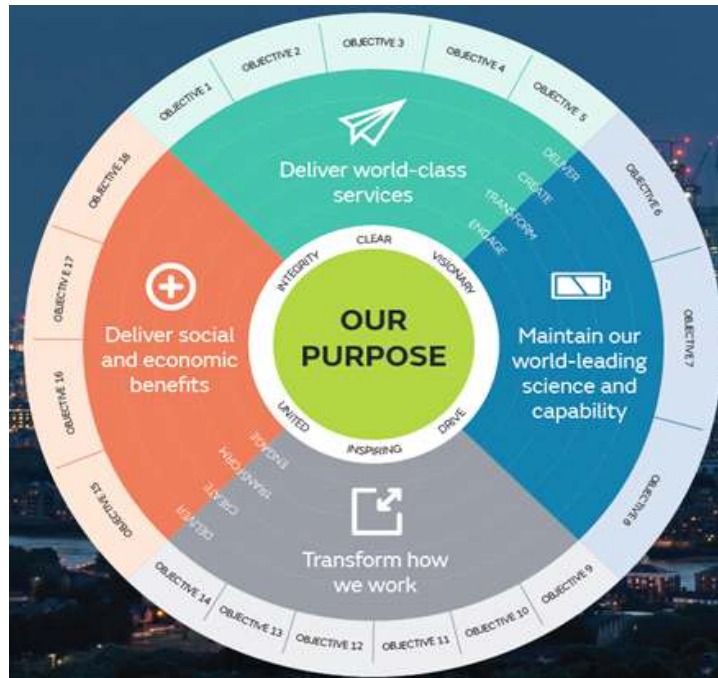 OBJECTIVE 1
OBJECTIVE 2
OBJECTIVE 3
OBJECTIVE 4
OBJECTIVE 5
OBJECTIVE 6
OBJECTIVE 7
OBJECTIVE 8
OBJECTIVE 9
OBJECTIVE 10
OBJECTIVE 11
OBJECTIVE 12
OBJECTIVE 13
OBJECTIVE 14
OBJECTIVE 15
OBJECTIVE 16
OBJECTIVE 17
OBJECTIVE 18
Deliver world-class
services
DELIVER
CREATE
TRANSFORM
ENGAGE
Maintain our
world-leading
science and
capability
Transform how
we work
Deliver social
and economic
benefits
ENGAGE
TRANSFORM
CREATE
DELIVER
INTEGRITY
CLEAR
VISIONARY
DRIVE
INSPIRING
UNITED
OUR
PURPOSE